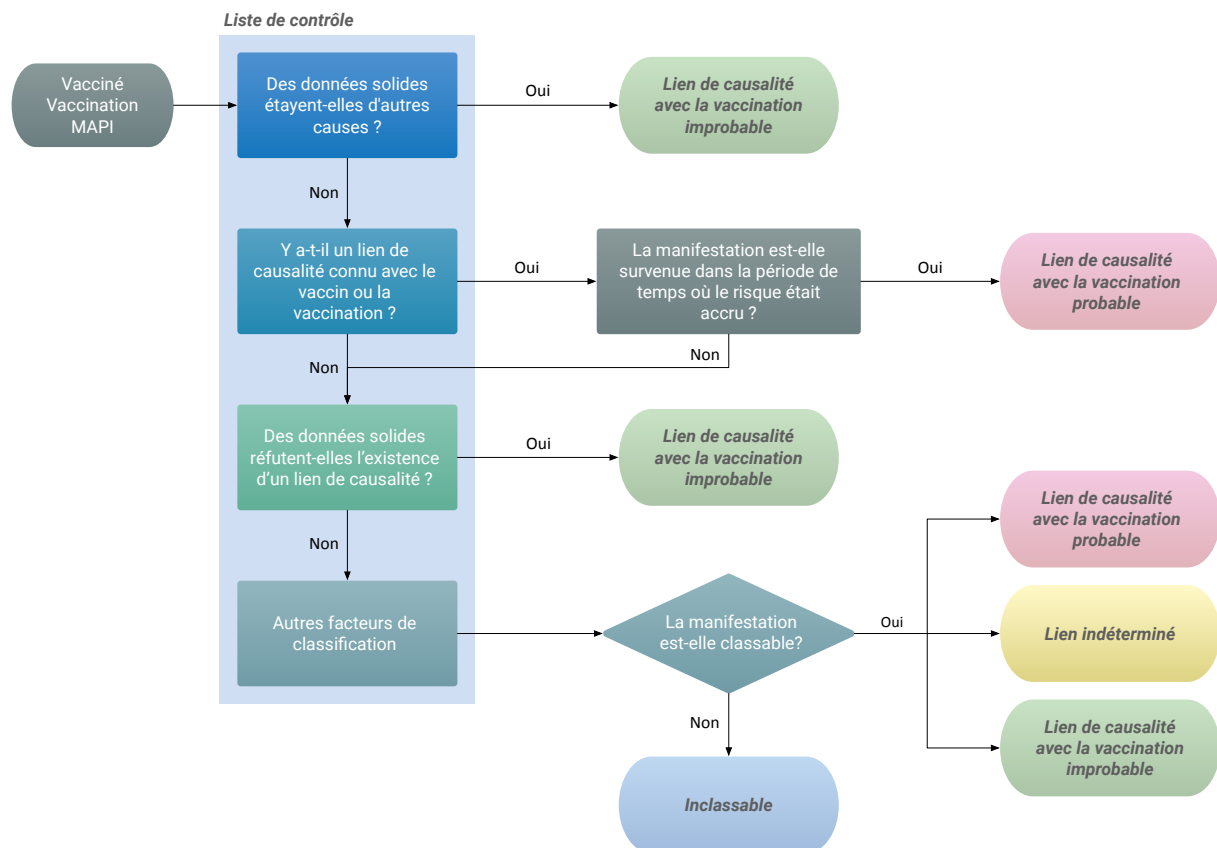 Liste de contrôle
Vacciné
Vaccination
MAPI
Des données solides
étayent-elles d'autres
causes ?
Oui
Lien de causalité
avec la vaccination
improbable
Non
Y a-t-il un lien de
causalité connu avec le
vaccin ou la
vaccination ?
Oui
La manifestation est-elle
survenue dans la période de
temps où le risque était
accru ?
Oui
Lien de causalité
avec la vaccination
probable
Non
Non
Des données solides
réfutent-elles l'existence
d'un lien de causalité ?
Oui
Lien de causalité
avec la vaccination
improbable
Non
Autres facteurs de
classification
La manifestation
est-elle classable?
Oui
Lien de causalité
avec la vaccination
probable
Lien indéterminé
Lien de causalité
avec la vaccination
improbable
Non
Inclassable